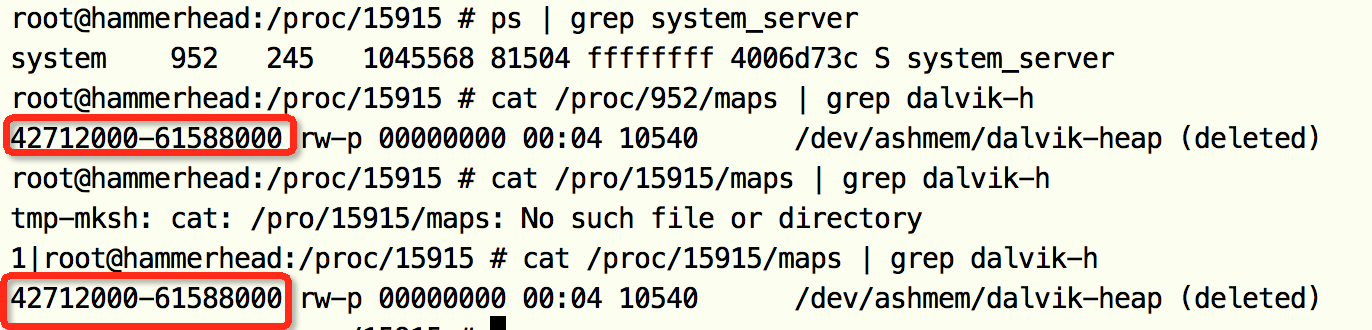 root@hammerhead:/proc/15915 # ps | grep system_server
system    952   245   1045568 81504 ffffffff 4006d73c S system_server
root@hammerhead:/proc/15915 # cat /proc/952/maps | grep dalvik-h
42712000-61588000 rw-p 00000000 00:04 10540      /dev/ashmem/dalvik-heap (deleted)
root@hammerhead:/proc/15915 # cat /pro/15915/maps | grep dalvik-h
tmp-mksh: cat: /pro/15915/maps: No such file or directory
1|root@hammerhead:/proc/15915 # cat /proc/15915/maps | grep dalvik-h
42712000-61588000 rw-p 00000000 00:04 10540      /dev/ashmem/dalvik-heap (deleted)